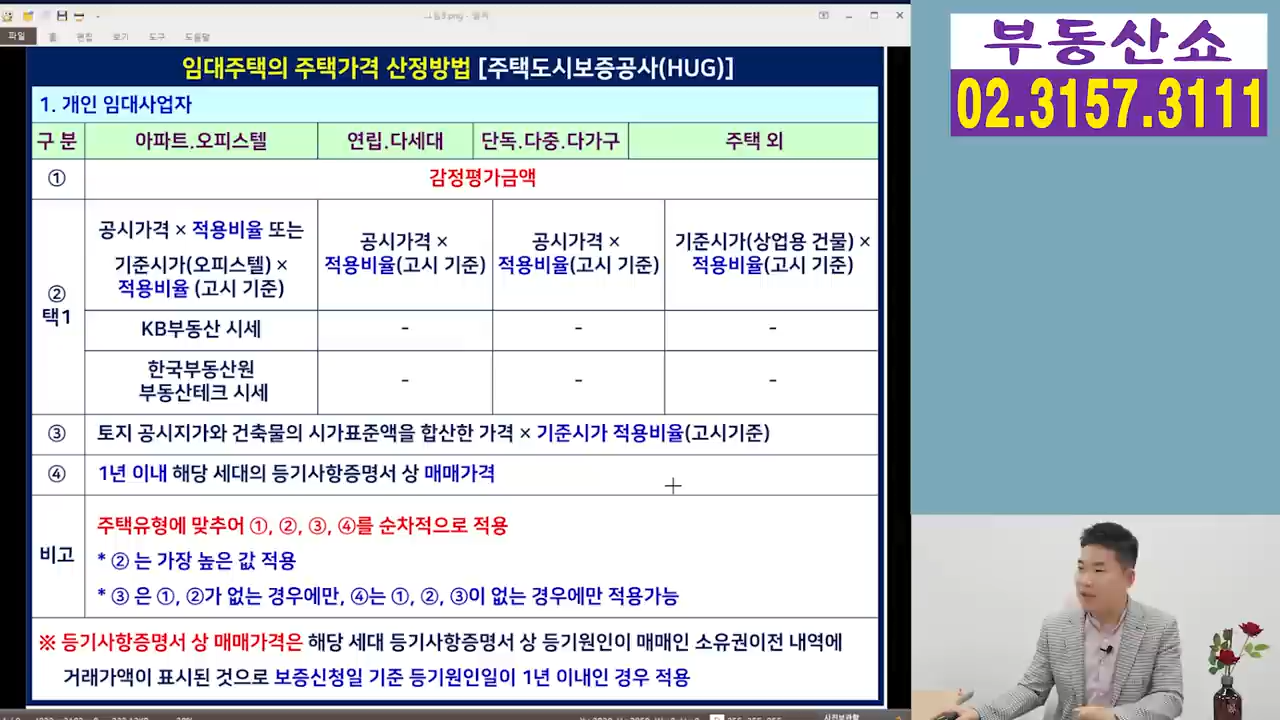 파일 홈 편집 보기 도구 도움말
부동산쇼
02.3157.3111
임대주택의 주택가격 산정방법 [주택도시보증공사(HUG)]
1. 개인 임대사업자
구 분 아파트.오피스텔 연립.다세대 단독.다중.다가구 주택 외
① 감정평가금액
②
택1
공시가격 × 적용비율 또는
기준시가(오피스텔) ×
적용비율 (고시 기준)
공시가격 ×
적용비율(고시 기준)
공시가격 ×
적용비율(고시 기준)
기준시가(상업용 건물) ×
적용비율(고시 기준)
KB부동산 시세 - - -
한국부동산원
부동산테크 시세
- - -
③ 토지 공시지가와 건축물의 시가표준액을 합산한 가격 × 기준시가 적용비율(고시기준)
④ 1년 이내 해당 세대의 등기사항증명서 상 매매가격
비고
주택유형에 맞추어 ①, ②, ③, ④를 순차적으로 적용
* ② 는 가장 높은 값 적용
* ③ 은 ①, ②가 없는 경우에만, ④는 ①, ②, ③이 없는 경우에만 적용가능
※ 등기사항증명서 상 매매가격은 해당 세대 등기사항증명서 상 등기원인이 매매인 소유권이전 내역에
거래가액이 표시된 것으로 보증신청일 기준 등기원인일이 1년 이내인 경우 적용